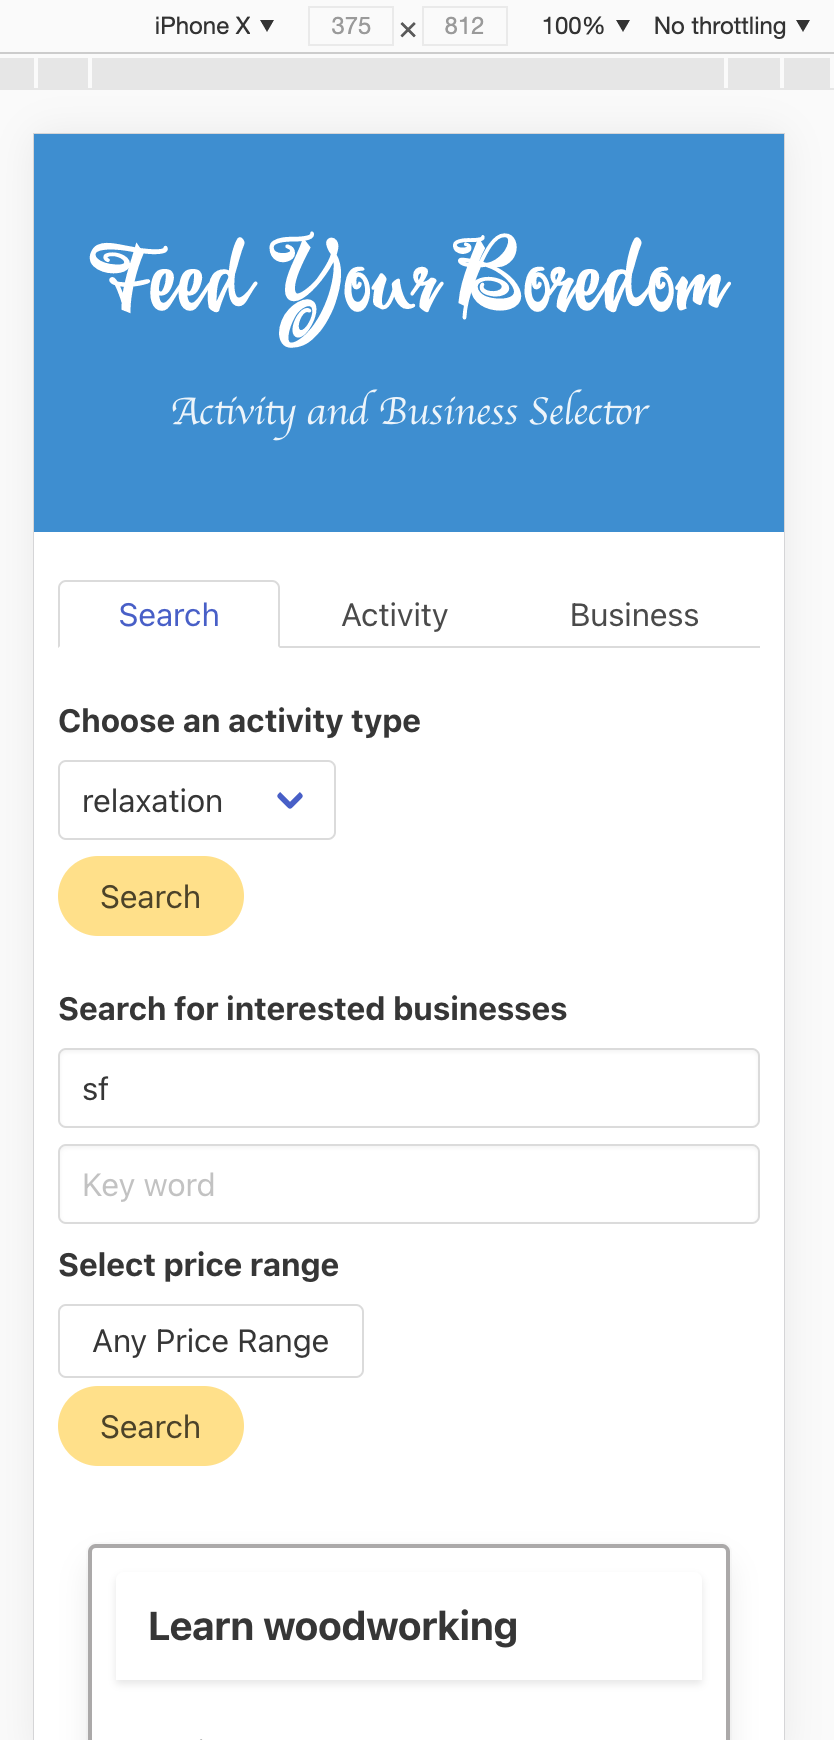 iPhone X ▼ 375 × 812 100% ▼ No throttling ▼
Feed Your Boredom
Activity and Business Selector
Search Activity Business
Choose an activity type
relaxation
Search
Search for interested businesses
sf
Key word
Select price range
Any Price Range
Search
Learn woodworking